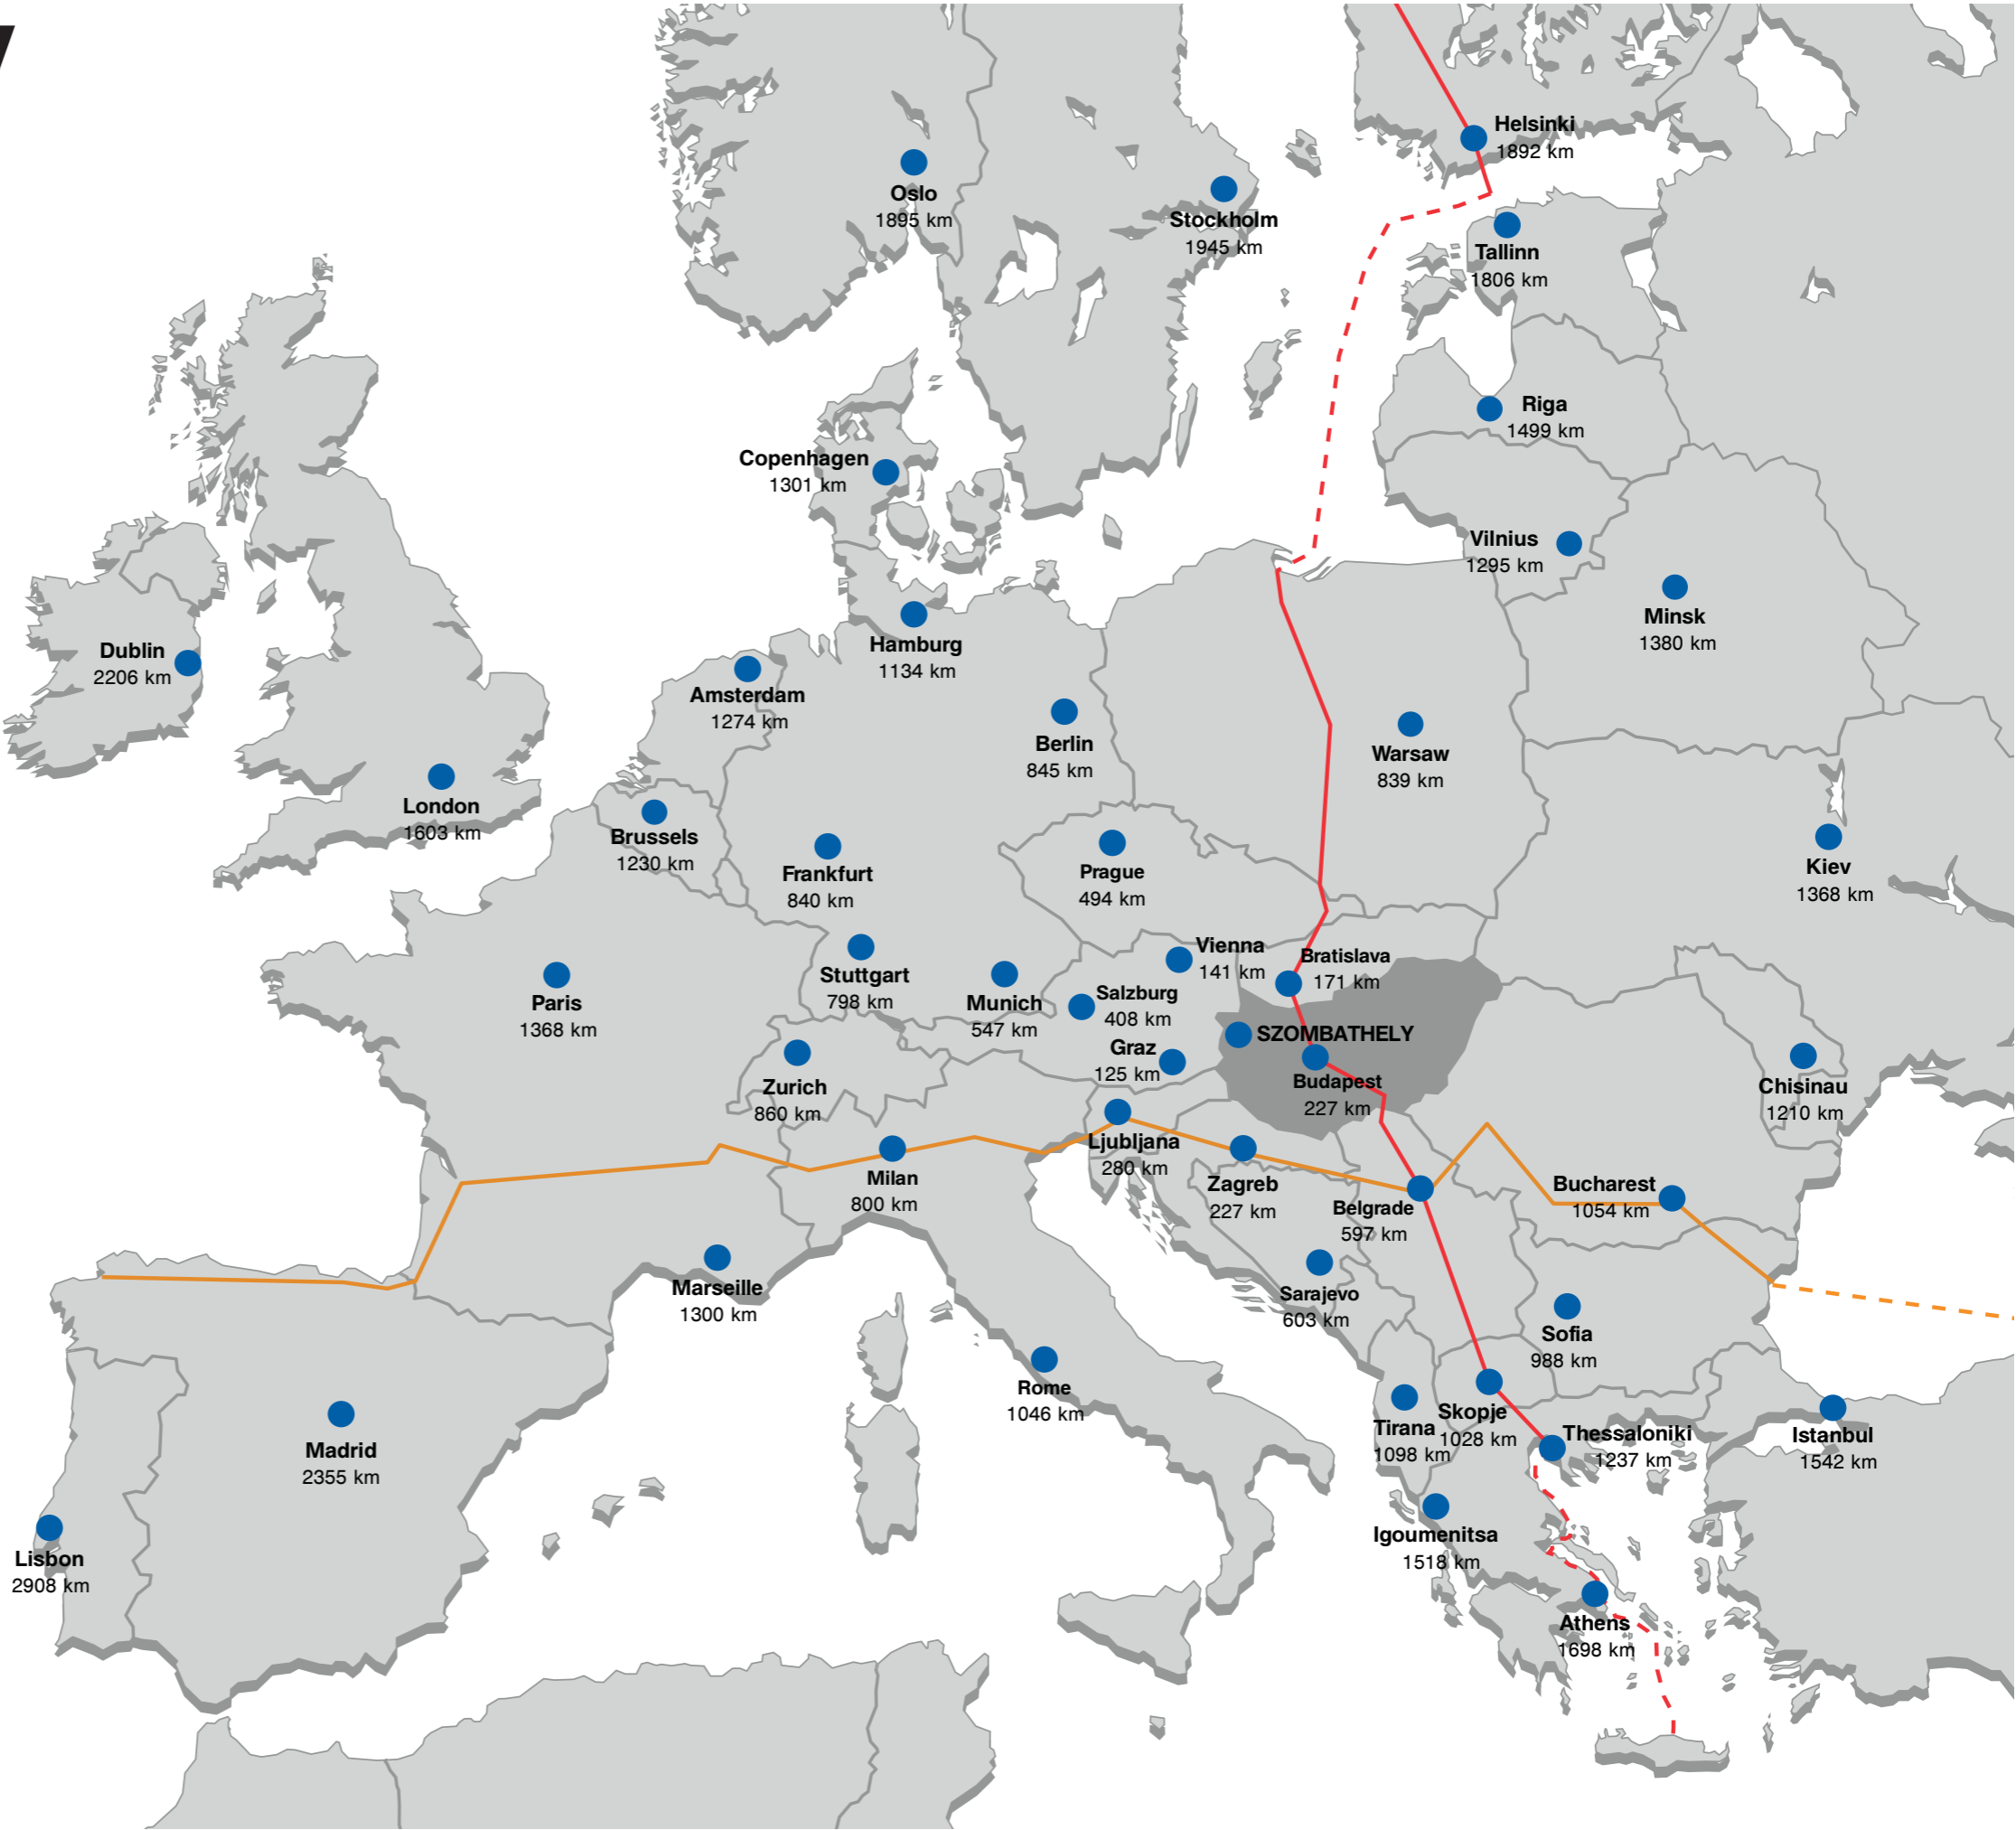 Helsinki
1892 km
Oslo
1895 km
Stockholm
1945 km
Tallinn
1806 km
Riga
1499 km
Copenhagen
1301 km
Vilnius
1295 km
Minsk
1380 km
Dublin
2206 km
Hamburg
1134 km
Amsterdam
1274 km
Berlin
845 km
Warsaw
839 km
London
1603 km
Brussels
1230 km
Frankfurt
840 km
Prague
494 km
Kiev
1368 km
Vienna
141 km
Bratislava
171 km
Stuttgart
798 km
Munich
547 km
Salzburg
408 km
Paris
1368 km
SZOMBATHELY
Graz
125 km
Budapest
227 km
Zurich
860 km
Chisinau
1210 km
Ljubljana
280 km
Milan
800 km
Zagreb
227 km
Belgrade
597 km
Bucharest
1054 km
Marseille
1300 km
Sarajevo
603 km
Sofia
988 km
Rome
1046 km
Tirana
1098 km
Skopje
1028 km
Thessaloniki
1237 km
Istanbul
1542 km
Madrid
2355 km
Igoumenitsa
1518 km
Lisbon
2908 km
Athens
1698 km